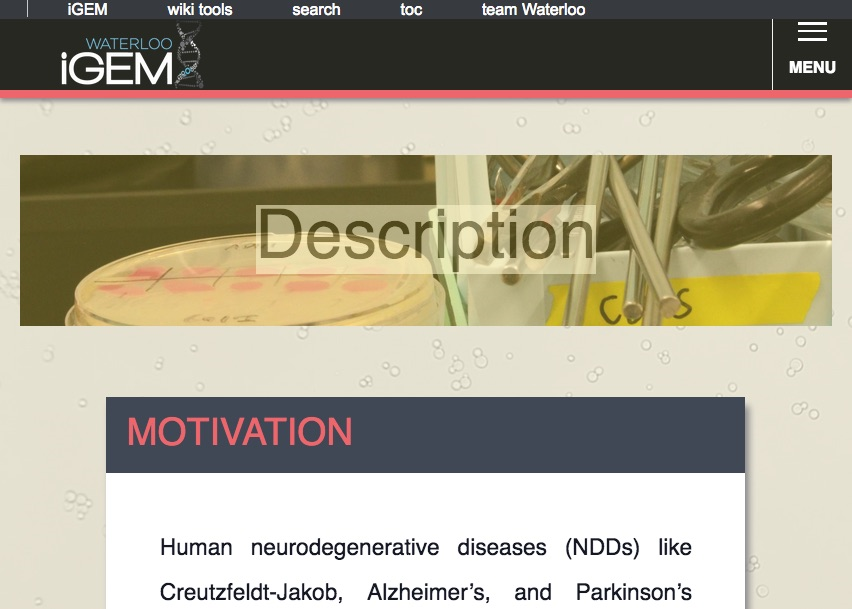 iGEM wiki tools search toc team Waterloo
WATERLOO
iGEM
MENU
Description
MOTIVATION
Human neurodegenerative diseases (NDDs) like
Creutzfeldt-Jakob, Alzheimer’s, and Parkinson’s